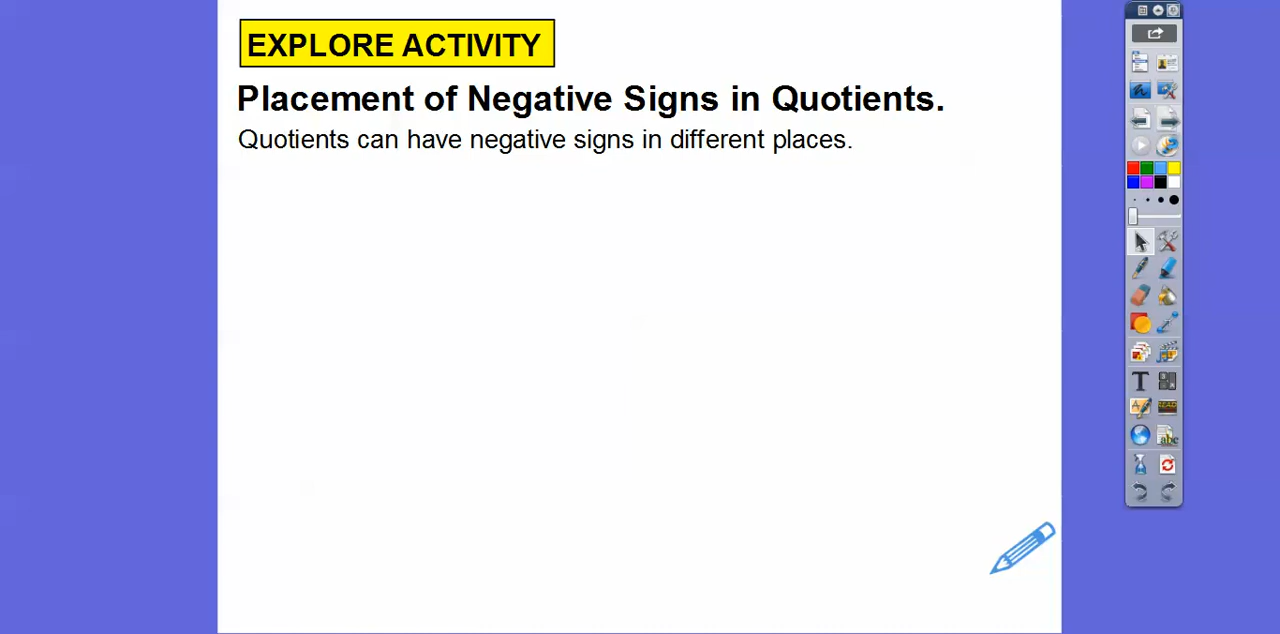 EXPLORE ACTIVITY
Placement of Negative Signs in Quotients.
Quotients can have negative signs in different places.